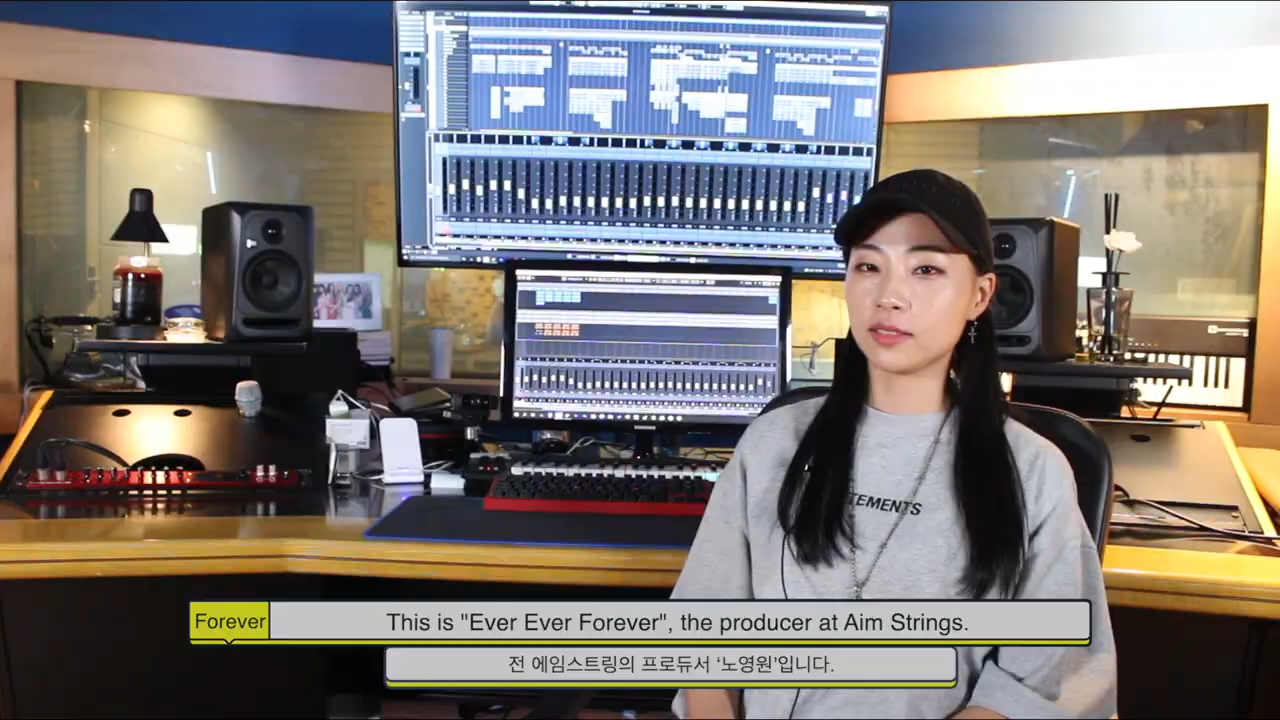 TEMENTS
Forever
This is "Ever Ever Forever", the producer at Aim Strings.
전 에임스트링의 프로듀서 ‘노영원’입니다.